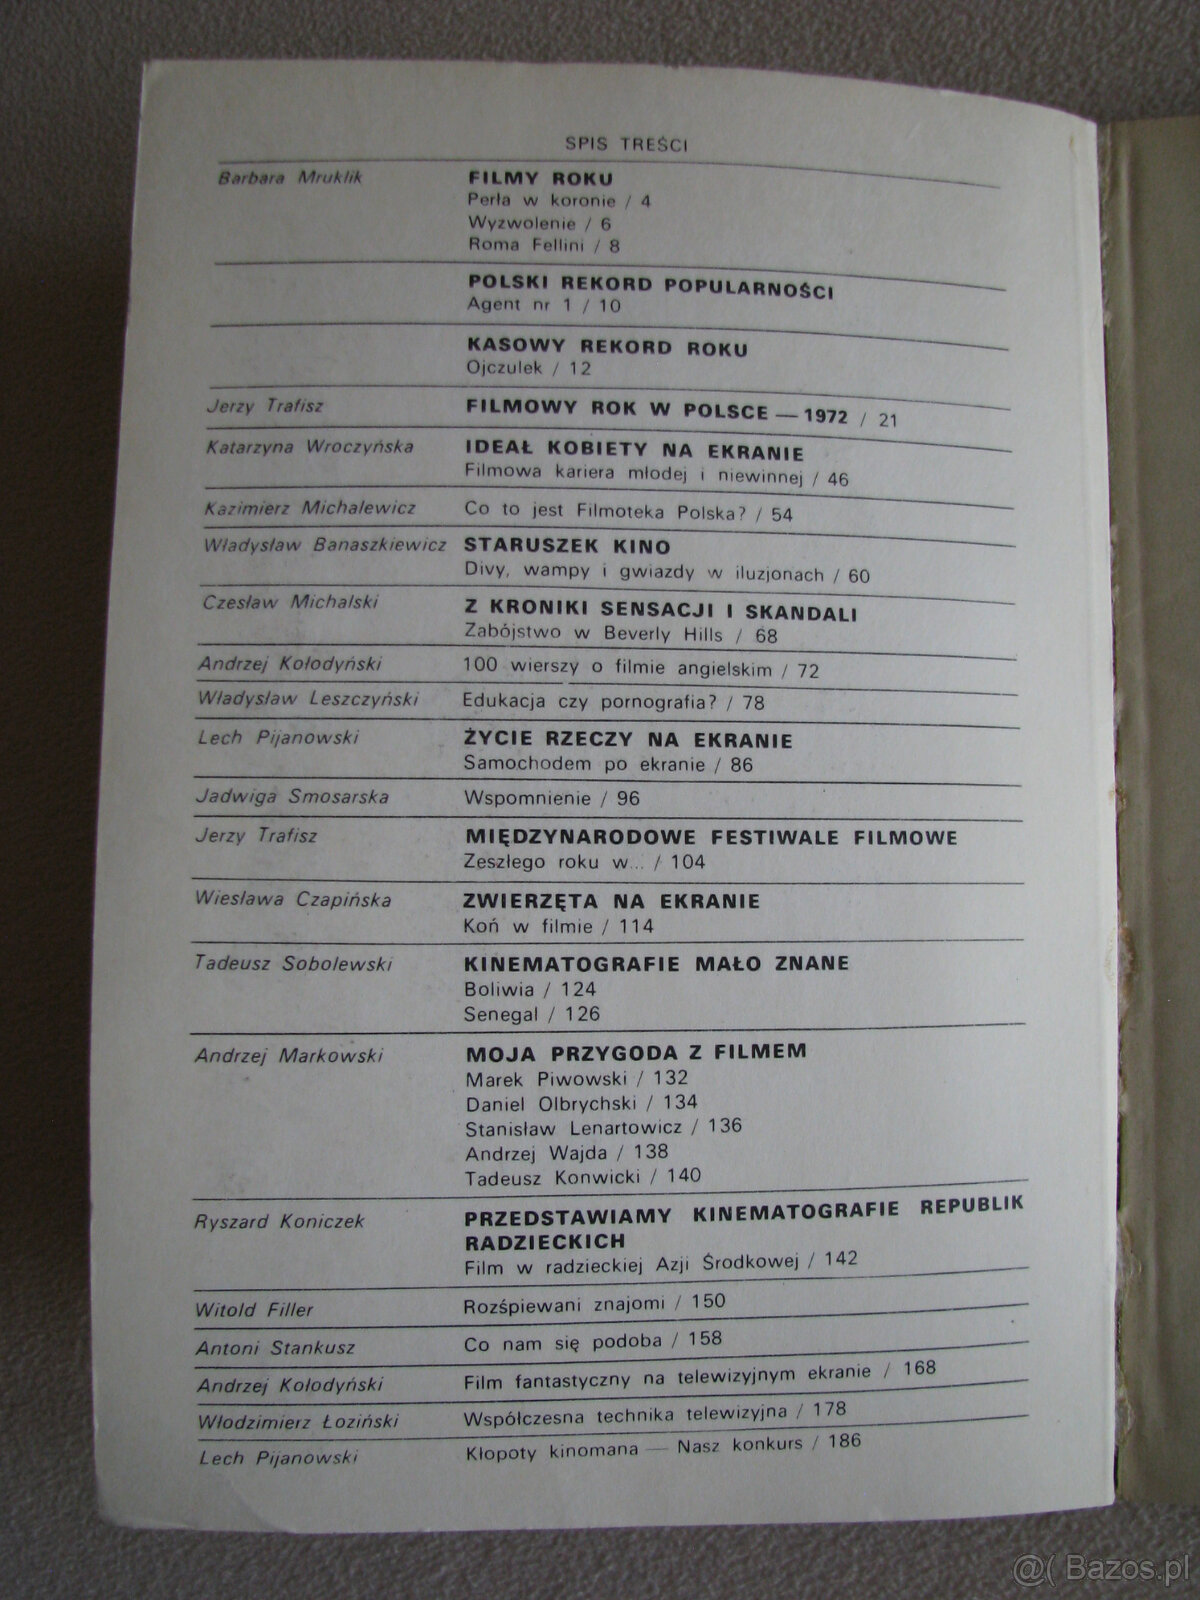 SPIS TREŚCI
Barbara Mruklik FILMY ROKU
Perła w koronie / 4
Wyzwolenie / 6
Roma Fellini / 8
POLSKI REKORD POPULARNOŚCI
Agent nr 1 / 10
KASOWY REKORD ROKU
Ojczulek / 12
Jerzy Trafisz FILMOWY ROK W POLSCE — 1972 / 21
Katarzyna Wroczyńska IDEAŁ KOBIETY NA EKRANIE
Filmowa kariera młodej i niewinnej / 46
Kazimierz Michalewicz Co to jest Filmoteka Polska? / 54
Władysław Banaszkiewicz STARUSZEK KINO
Divy, wampy i gwiazdy w iluzjonach / 60
Czesław Michalski Z KRONIKI SENSACJI I SKANDALI
Zabójstwo w Beverly Hills / 68
Andrzej Kołodyński 100 wierszy o filmie angielskim / 72
Władysław Leszczyński Edukacja czy pornografia? / 78
Lech Pijanowski ŻYCIE RZECZY NA EKRANIE
Samochodem po ekranie / 86
Jadwiga Smosarska Wspomnienie / 96
Jerzy Trafisz MIĘDZYNARODOWE FESTIWALE FILMOWE
Zeszłego roku w... / 104
Wiesława Czapińska ZWIERZĘTA NA EKRANIE
Koń w filmie / 114
Tadeusz Sobolewski KINEMATOGRAFIE MAŁO ZNANE
Boliwia / 124
Senegal / 126
Andrzej Markowski MOJA PRZYGODA Z FILMEM
Marek Piwowski / 132
Daniel Olbrychski / 134
Stanisław Lenartowicz / 136
Andrzej Wajda / 138
Tadeusz Konwicki / 140
Ryszard Koniczek PRZEDSTAWIAMY KINEMATOGRAFIE REPUBLIK
RADZIECKICH
Film w radzieckiej Azji Środkowej / 142
Witold Filler Rozśpiewani znajomi / 150
Antoni Stankusz Co nam się podoba / 158
Andrzej Kołodyński Film fantastyczny na telewizyjnym ekranie / 168
Włodzimierz Łoziński Współczesna technika telewizyjna / 178
Lech Pijanowski Kłopoty kinomana — Nasz konkurs / 186
@( Bazos.pl